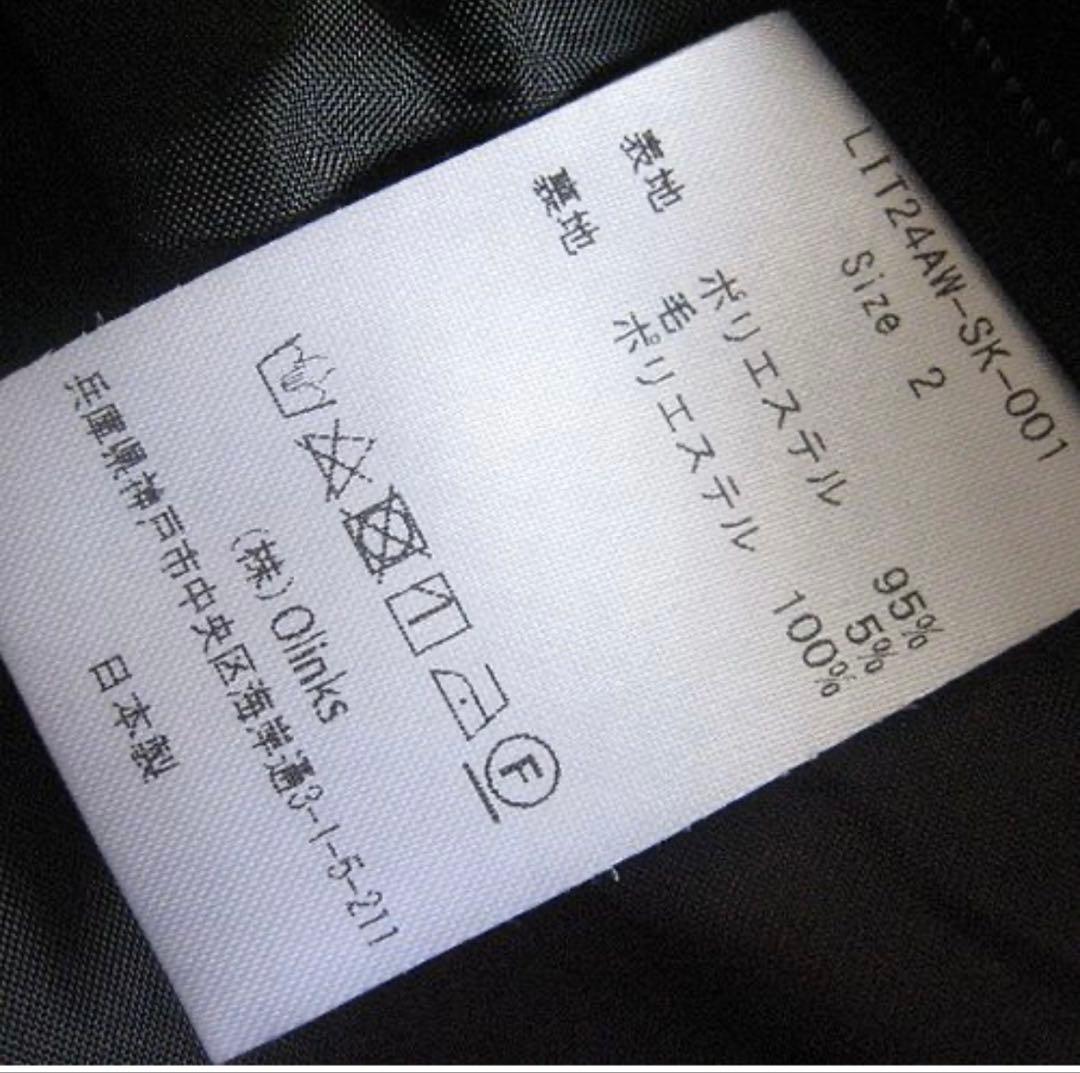 LIT24AW-SK-001
Size 2
表地 ポリエステル 95%
毛 5%
裏地 ポリエステル 100%
F
(株)Olinks
兵庫県神戸市中央区海岸通3-1-5-211
日本製